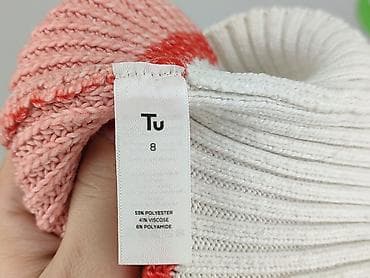 Tu
8
53% POLYESTER
41% VISCOSE
6% POLYAMIDE